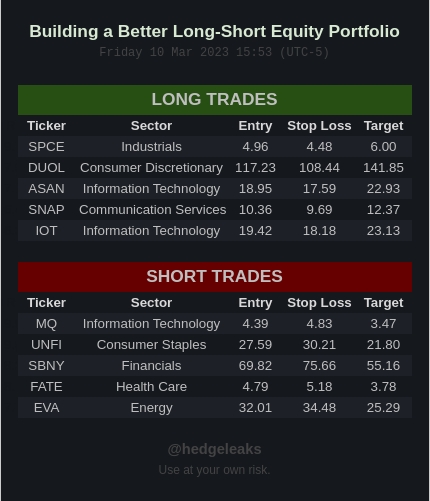 Building a Better Long-Short Equity Portfolio
Friday 10 Mar 2023 15:53 (UTC-5)
LONG TRADES
Ticker Sector Entry Stop Loss Target
SPCE Industrials 4.96 4.48 6.00
DUOL Consumer Discretionary 117.23 108.44 141.85
ASAN Information Technology 18.95 17.59 22.93
SNAP Communication Services 10.36 9.69 12.37
IOT Information Technology 19.42 18.18 23.13
SHORT TRADES
Ticker Sector Entry Stop Loss Target
MQ Information Technology 4.39 4.83 3.47
UNFI Consumer Staples 27.59 30.21 21.80
SBNY Financials 69.82 75.66 55.16
FATE Health Care 4.79 5.18 3.78
EVA Energy 32.01 34.48 25.29
@hedgeleaks
Use at your own risk.